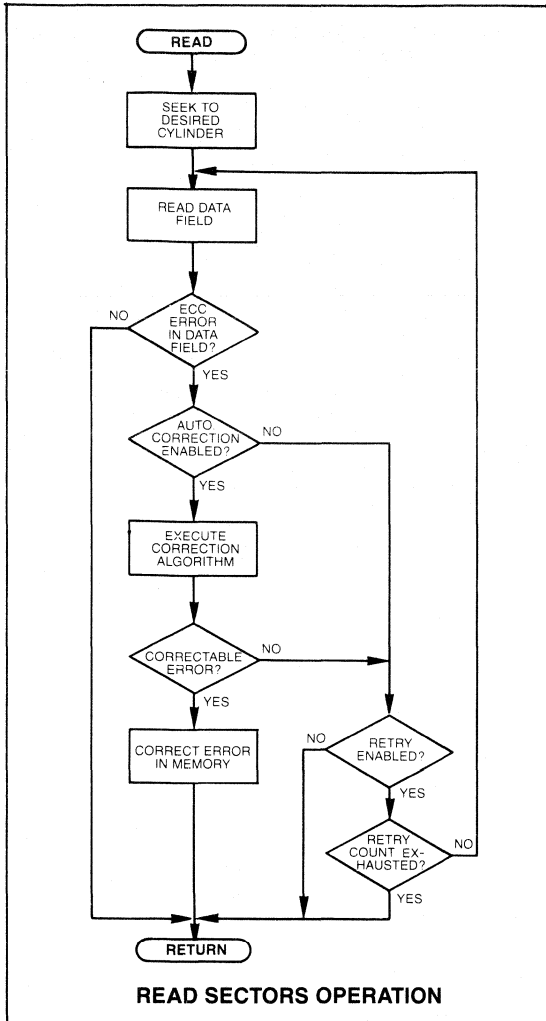 READ
SEEK TO
DESIRED
CYLINDER
READ DATA
FIELD
ECC
ERROR
IN DATA
FIELD?
NO
YES
AUTO
CORRECTION
ENABLED?
NO
YES
EXECUTE
CORRECTION
ALGORITHM
CORRECTABLE
ERROR?
NO
YES
CORRECT ERROR
IN MEMORY
RETRY
ENABLED?
NO
YES
RETRY
COUNT EX-
HAUSTED?
NO
YES
RETURN
READ SECTORS OPERATION